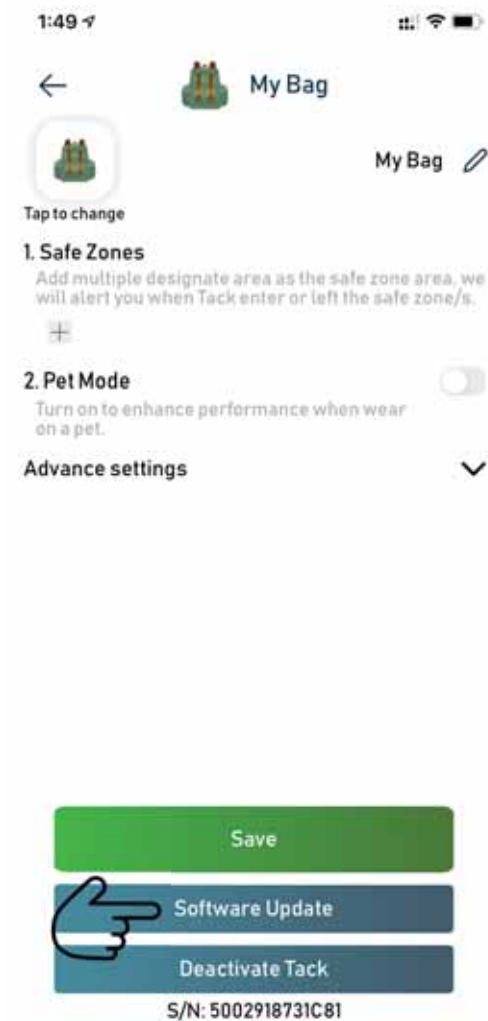 1:49
My Bag
My Bag
Tap to change
1. Safe Zones
Add multiple designate area as the safe zone area, we
will alert you when Tack enter or left the safe zone/s.
2. Pet Mode
Turn on to enhance performance when wear
on a pet.
Advance settings
Save
Software Update
Deactivate Tack
S/N: 5002918731C81